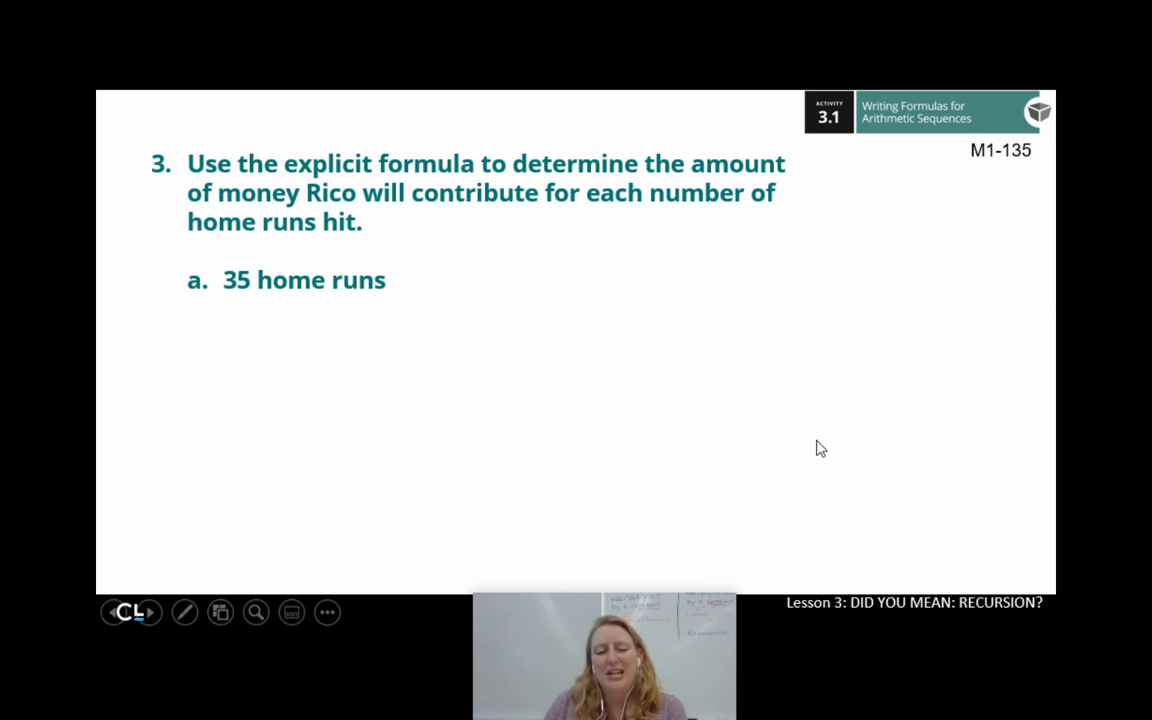 ACTIVITY
3.1
Writing Formulas for
Arithmetic Sequences
M1-135
3. Use the explicit formula to determine the amount
of money Rico will contribute for each number of
home runs hit.
a. 35 home runs
CL
Lesson 3: DID YOU MEAN: RECURSION?
by a constant